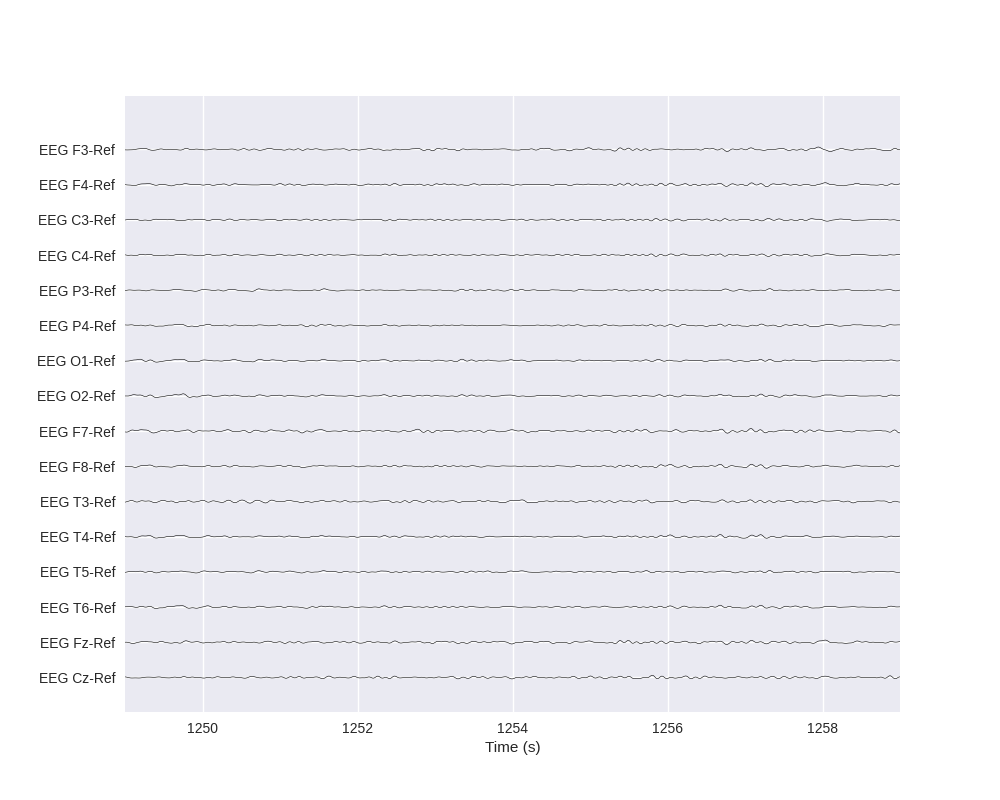 EEG F3-Ref
EEG F4-Ref
EEG C3-Ref
EEG C4-Ref
EEG P3-Ref
EEG P4-Ref
EEG O1-Ref
EEG O2-Ref
EEG F7-Ref
EEG F8-Ref
EEG T3-Ref
EEG T4-Ref
EEG T5-Ref
EEG T6-Ref
EEG Fz-Ref
EEG Cz-Ref
1250 1252 1254 1256 1258
Time (s)